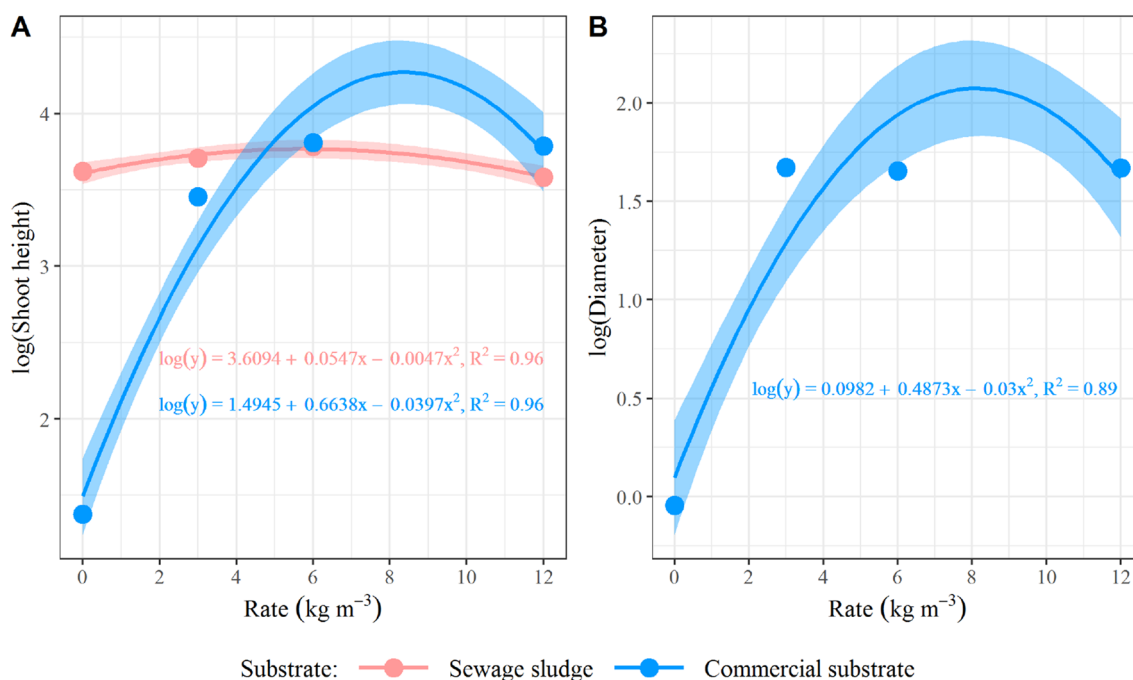 A
log(Shoot height)
4
3
2
log(y) = 3.6094 + 0.0547x − 0.0047x², R² = 0.96
log(y) = 1.4945 + 0.6638x − 0.0397x², R² = 0.96
0 2 4 6 8 10 12
Rate (kg m⁻³)
B
log(Diameter)
2.0
1.5
1.0
0.5
0.0
log(y) = 0.0982 + 0.4873x − 0.03x², R² = 0.89
0 2 4 6 8 10 12
Rate (kg m⁻³)
Substrate: Sewage sludge Commercial substrate